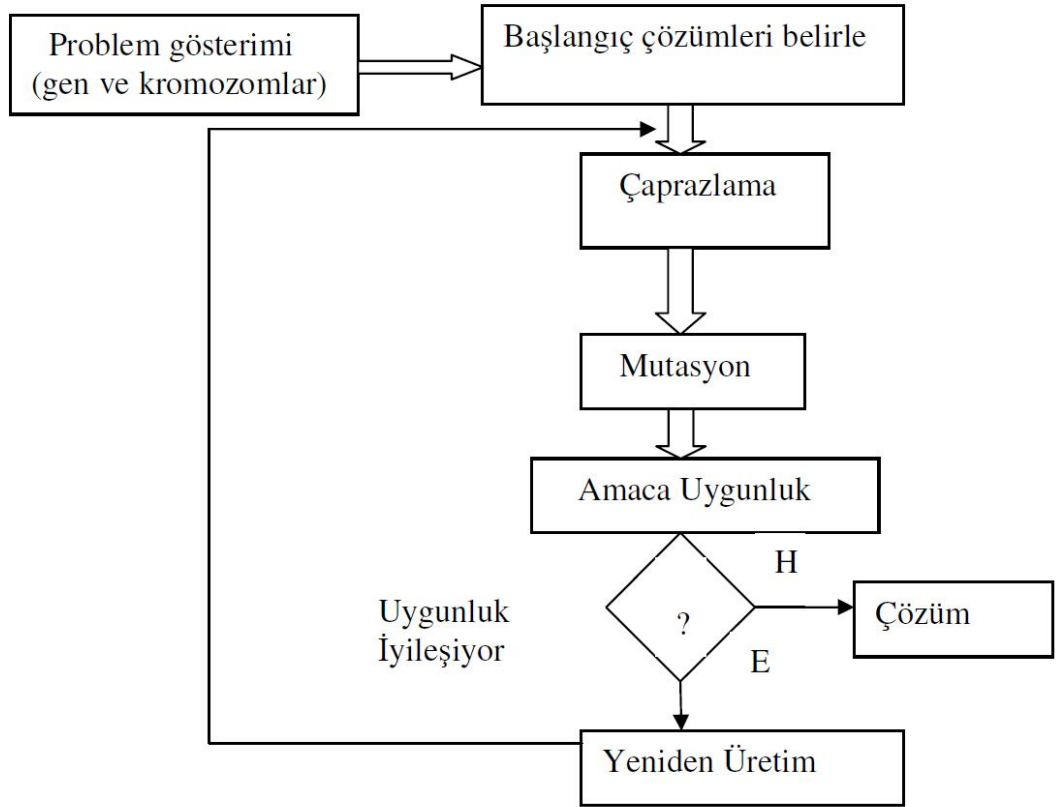 Problem gösterimi
(gen ve kromozomlar)
Başlangıç çözümleri belirle
Çaprazlama
Mutasyon
Amaca Uygunluk
H
Uygunluk
İyileşiyor
?
Çözüm
E
Yeniden Üretim